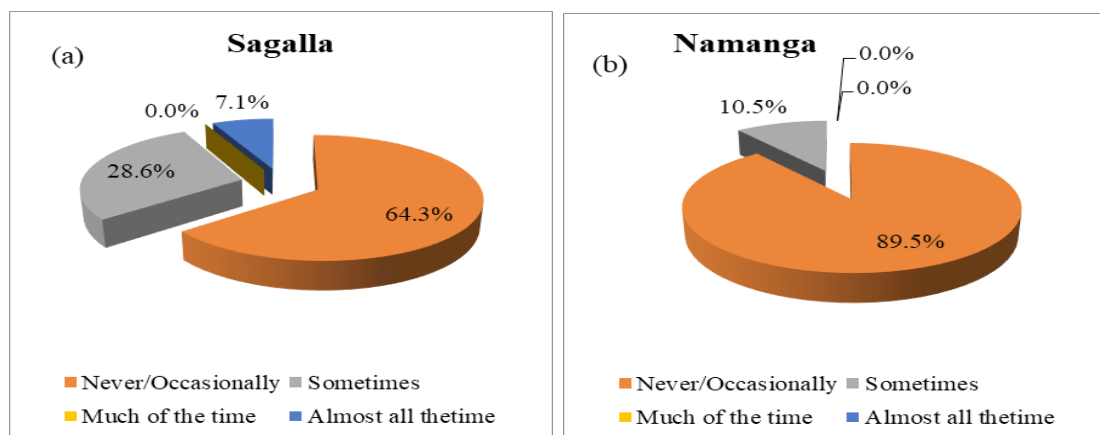 (a)
Sagalla
0.0%
7.1%
28.6%
64.3%
Never/Occasionally
Sometimes
Much of the time
Almost all thetime
(b)
Namanga
0.0%
0.0%
10.5%
89.5%
Never/Occasionally
Sometimes
Much of the time
Almost all thetime